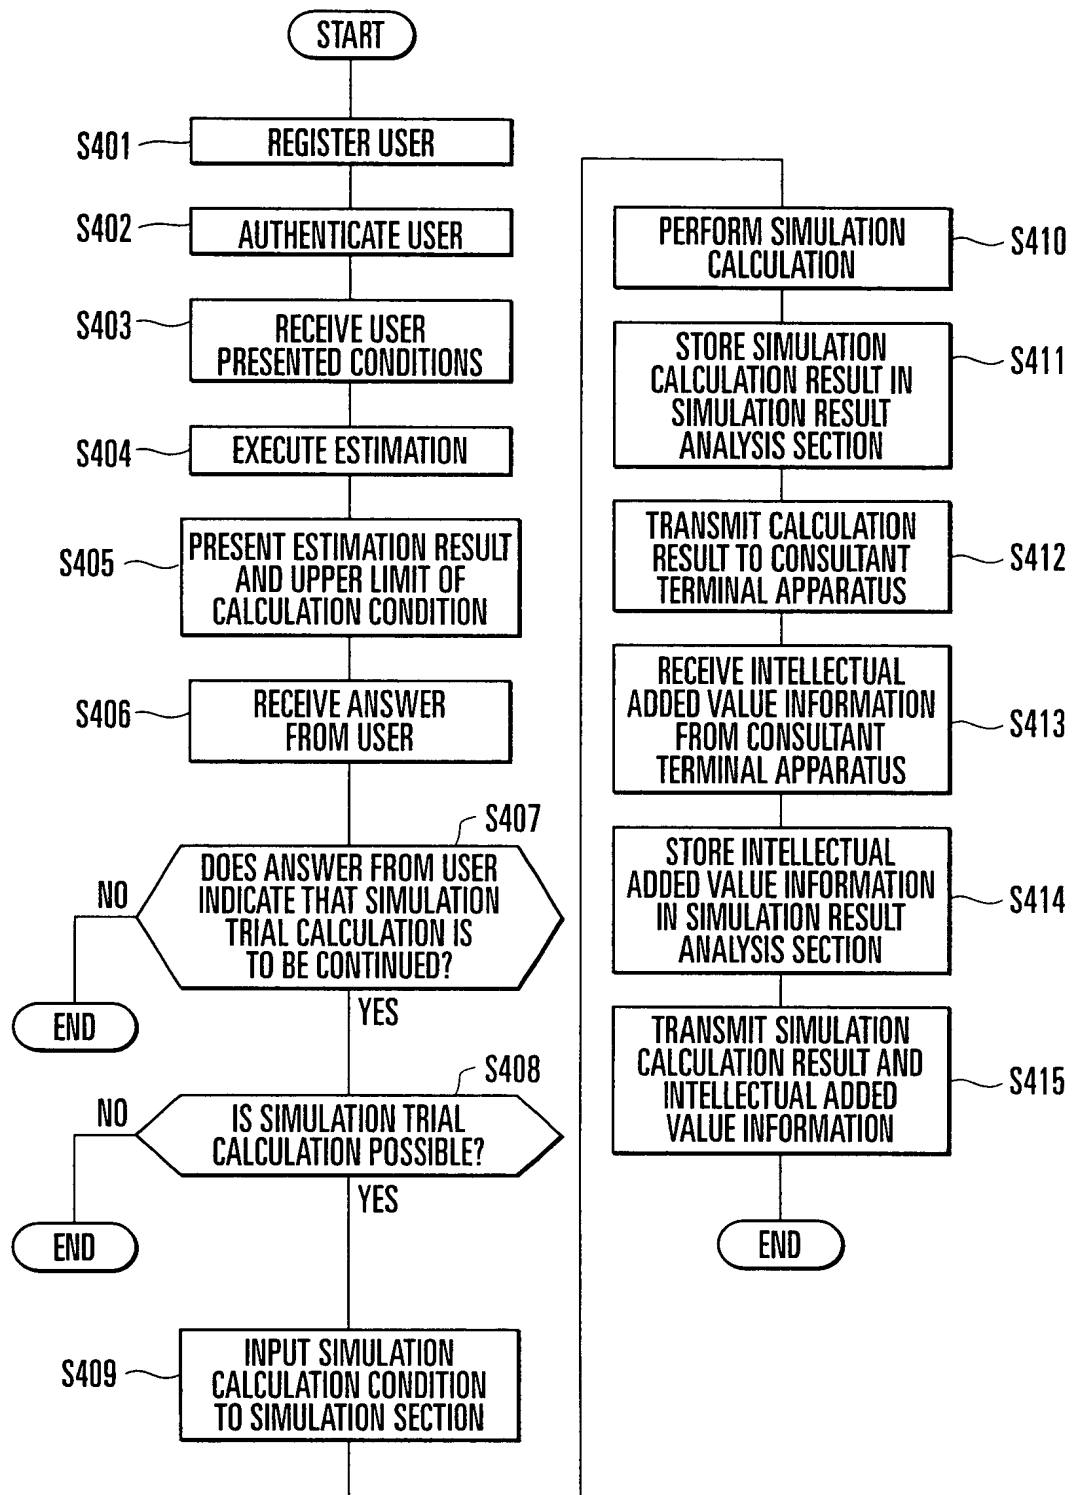 START
S401
REGISTER USER
S402
AUTHENTICATE USER
S403
RECEIVE USER
PRESENTED CONDITIONS
S404
EXECUTE ESTIMATION
S405
PRESENT ESTIMATION RESULT
AND UPPER LIMIT OF
CALCULATION CONDITION
S406
RECEIVE ANSWER
FROM USER
S407
DOES ANSWER FROM USER
INDICATE THAT SIMULATION
TRIAL CALCULATION IS
TO BE CONTINUED?
NO
END
YES
S408
IS SIMULATION TRIAL
CALCULATION POSSIBLE?
NO
END
YES
S409
INPUT SIMULATION
CALCULATION CONDITION
TO SIMULATION SECTION
PERFORM SIMULATION
CALCULATION
S410
STORE SIMULATION
CALCULATION RESULT IN
SIMULATION RESULT
ANALYSIS SECTION
S411
TRANSMIT CALCULATION
RESULT TO CONSULTANT
TERMINAL APPARATUS
S412
RECEIVE INTELLECTUAL
ADDED VALUE INFORMATION
FROM CONSULTANT
TERMINAL APPARATUS
S413
STORE INTELLECTUAL
ADDED VALUE INFORMATION
IN SIMULATION RESULT
ANALYSIS SECTION
S414
TRANSMIT SIMULATION
CALCULATION RESULT AND
INTELLECTUAL ADDED
VALUE INFORMATION
S415
END